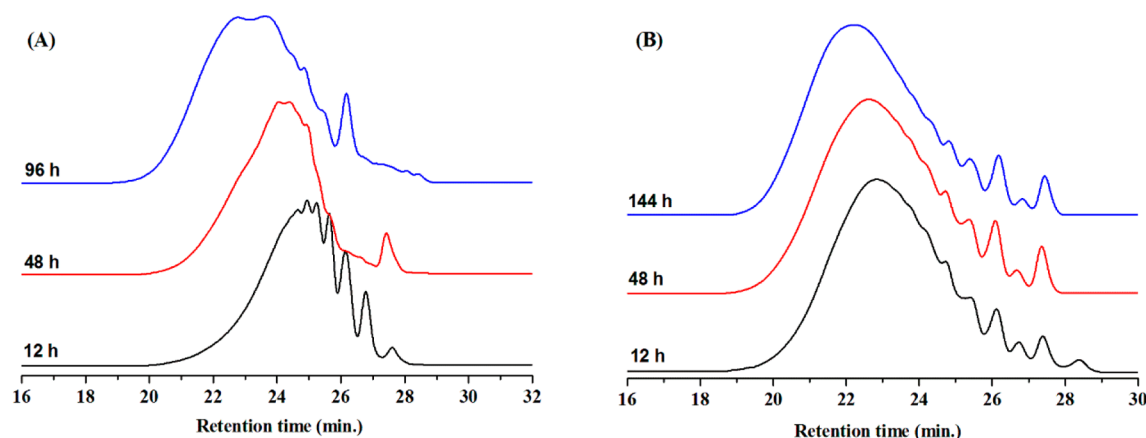 (A)
96 h
48 h
12 h
16 18 20 22 24 26 28 30 32
Retention time (min.)
(B)
144 h
48 h
12 h
16 18 20 22 24 26 28 30
Retention time (min.)